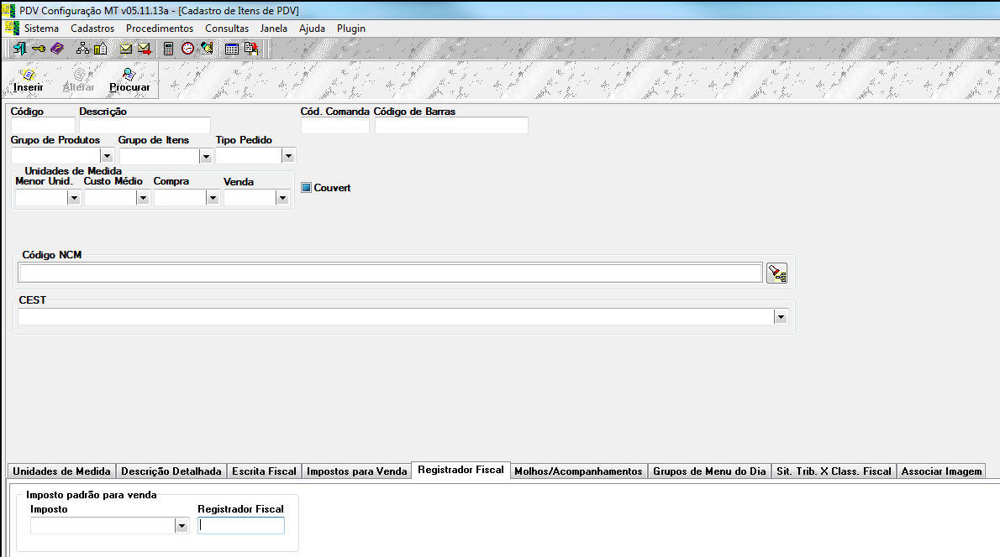 PDV Configuração MT v05.11.13a - [Cadastro de Itens de PDV]
Sistema Cadastros Procedimentos Consultas Janela Ajuda Plugin
Inserir Alterar Procurar
Código Descrição Cód. Comanda Código de Barras
Grupo de Produtos Grupo de Itens Tipo Pedido
Unidades de Medida
Menor Unid. Custo Médio Compra Venda
Couvert
Código NCM
CEST
Unidades de Medida Descrição Detalhada Escrita Fiscal Impostos para Venda Registrador Fiscal Molhos/Acompanhamentos Grupos de Menu do Dia Sit. Trib. X Class. Fiscal Associar Imagem
Imposto padrão para venda
Imposto Registrador Fiscal